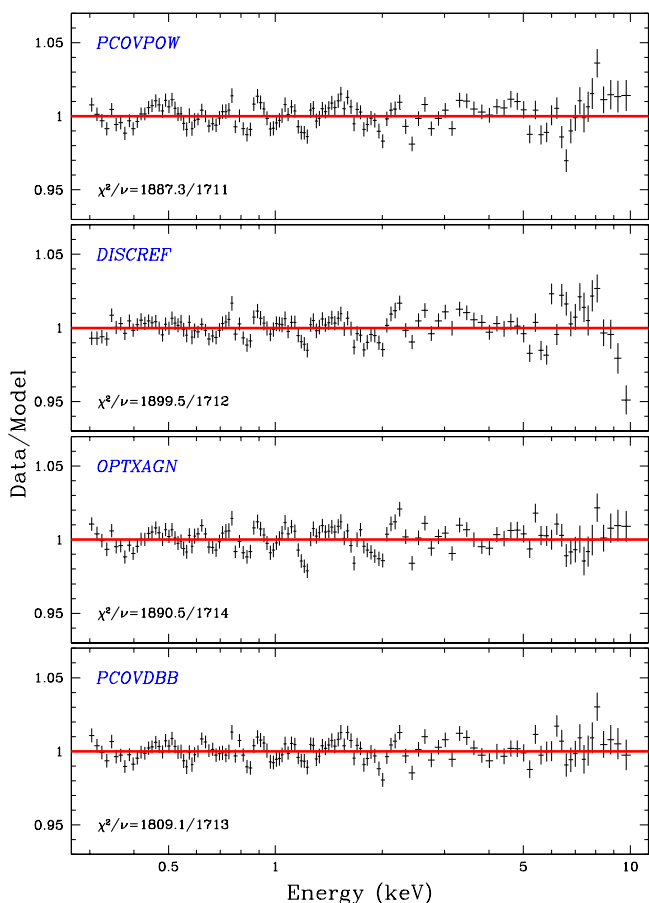 PCOVPOW
1.05
1
0.95
χ²/ν=1887.3/1711
DISCREF
1.05
1
0.95
χ²/ν=1899.5/1712
OPTXAGN
1.05
1
0.95
χ²/ν=1890.5/1714
PCOVDBB
1.05
1
0.95
χ²/ν=1809.1/1713
Data/Model
0.5 1 5 10
Energy (keV)